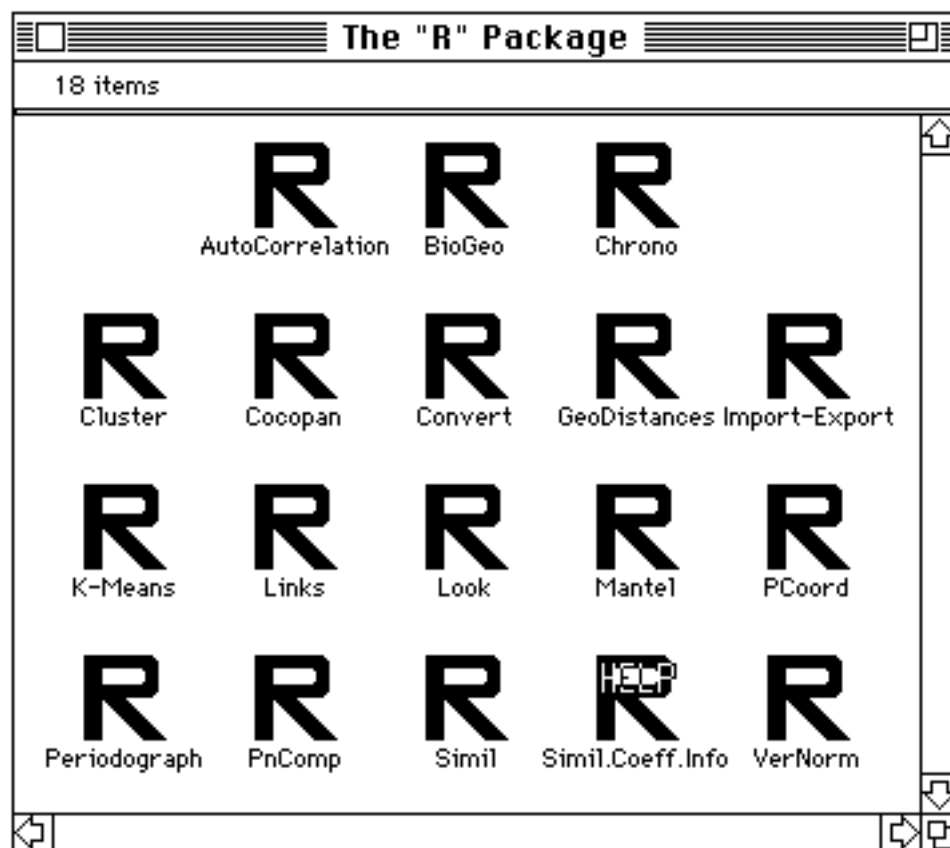 The "R" Package
18 items
R R R
AutoCorrelation BioGeo Chrono
R R R R R
Cluster Cocopan Convert GeoDistances Import-Export
R R R R R
K-Means Links Look Mantel PCoord
R R R HELP R R
Periodograph PnComp Simil Simil.Coeff.Info VerNorm